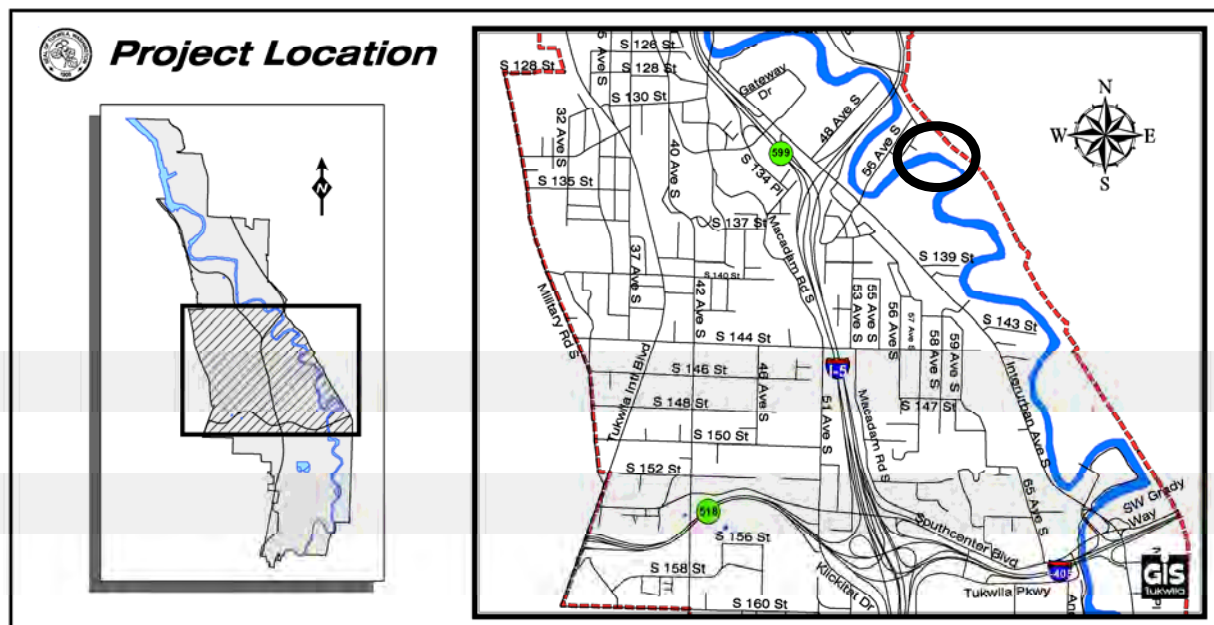 SEAL OF TUKWILA, WASHINGTON
1908
Project Location
N
S 126 St
S 128 St
S 128 St
S 130 St
Gateway
Dr
48 Ave S
56 Ave S
32 Ave S
40 Ave S
599
S 134 Pl
S 135 St
S 137 St
Macadam Rd S
37 Ave S
S 139 St
S 140 St
42 Ave S
Military Rd S
53 Ave S
55 Ave S
56 Ave S
57 Ave S
58 Ave S
59 Ave S
S 143 St
S 144 St
Tukwila Intl Blvd
S 146 St
46 Ave S
I-5
Interurban Ave S
S 147 St
S 148 St
51 Ave S
Macadam Rd S
S 150 St
S 152 St
65 Ave S
SW Grady
Way
518
Southcenter Blvd
S 156 St
S 158 St
Klickitat Dr
S 160 St
Tukwila Pkwy
N
W
E
S
GIS
Tukwila